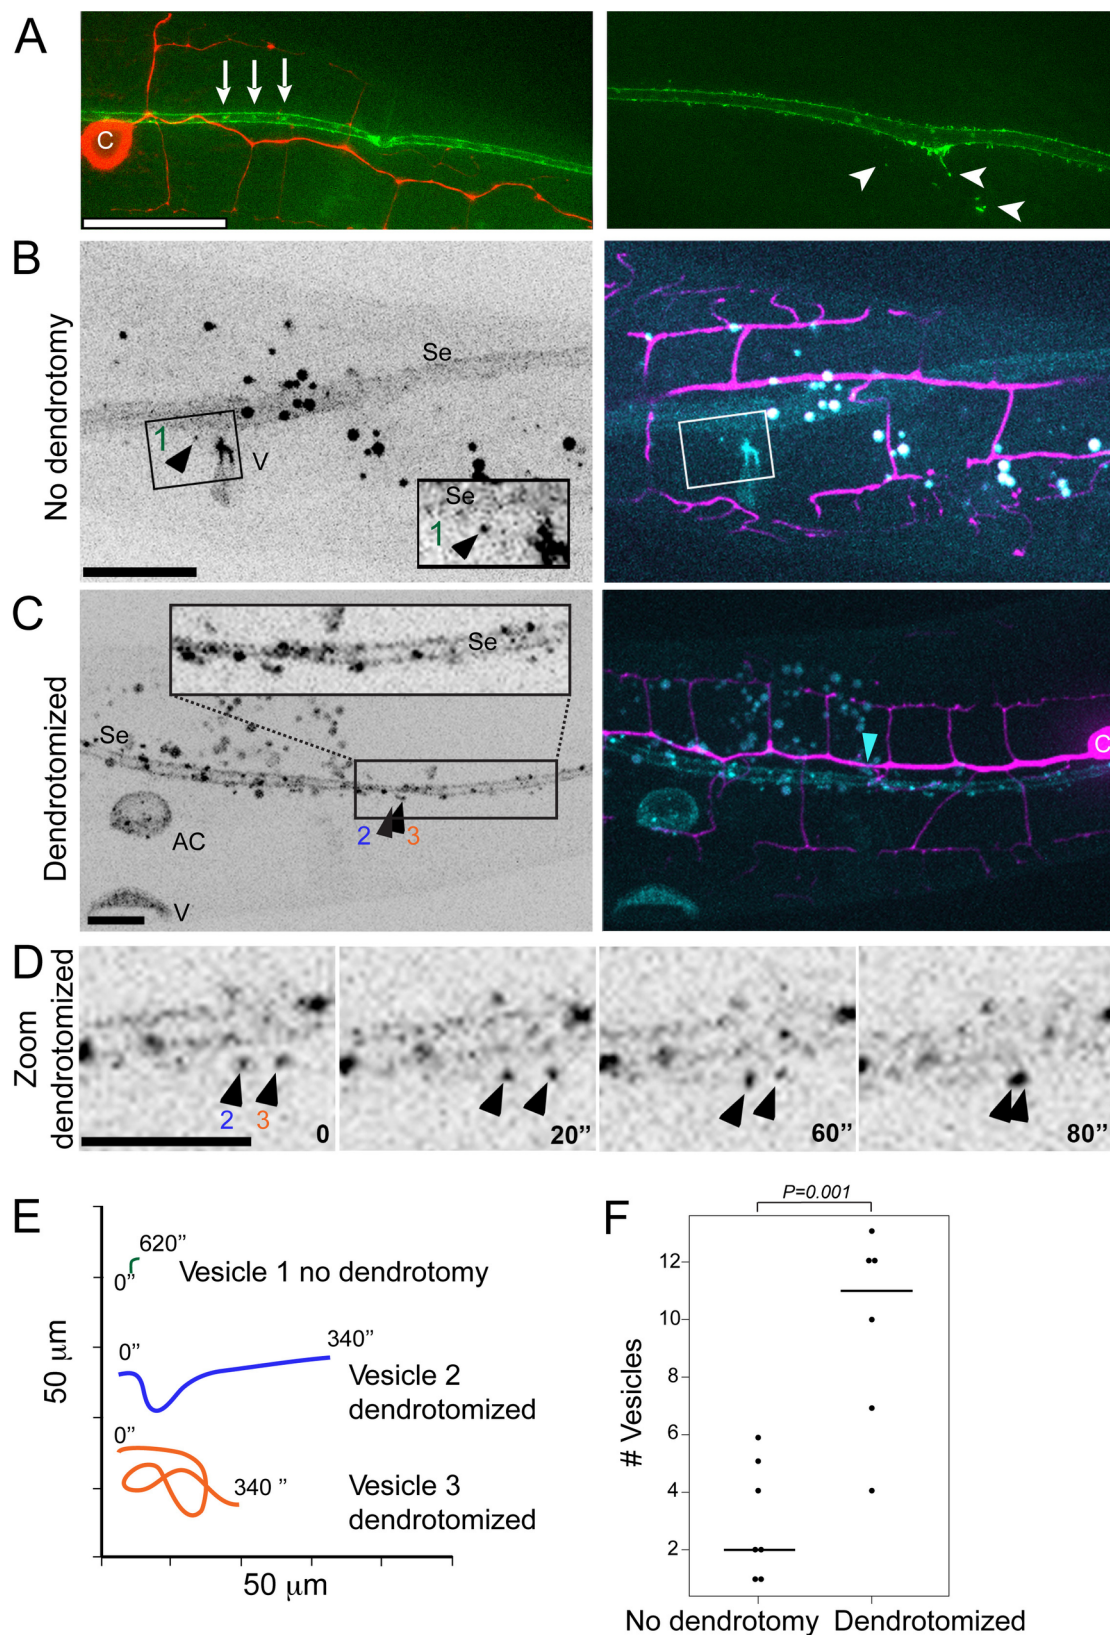 A
C
B
No dendrotomy
Se
1
V
Se
1
C
Dendrotomized
Se
Se
AC
2
3
V
C
D
Zoom
dendrotomized
2
3
0
20”
60”
80”
E
50 μm
620”
0”
Vesicle 1 no dendrotomy
0”
340”
Vesicle 2
dendrotomized
0”
340 ”
Vesicle 3
dendrotomized
50 μm
F
P=0.001
# Vesicles
12
10
8
6
4
2
No dendrotomy
Dendrotomized